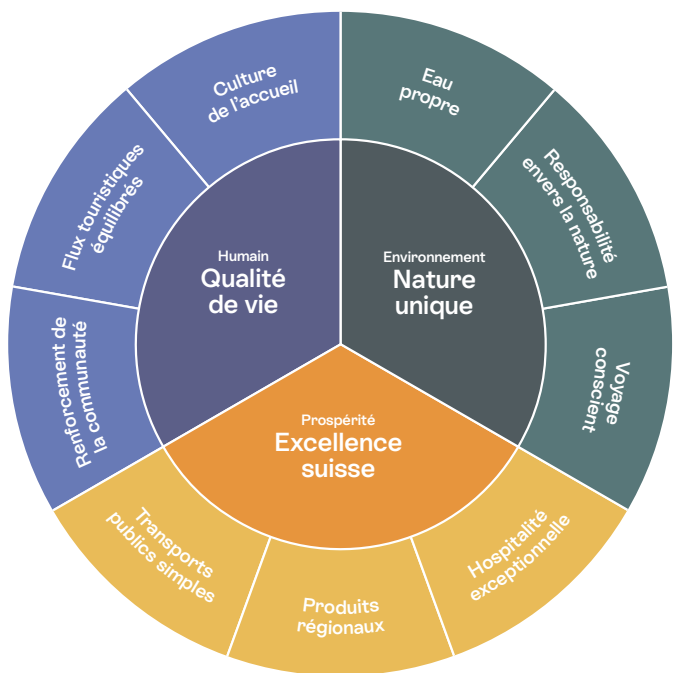 Culture
de l’accueil
Eau
propre
Flux touristiques
équilibrés
Responsabilité
envers la nature
Humain
Qualité
de vie
Environnement
Nature
unique
Renforcement de
la communauté
Voyage
conscient
Prospérité
Excellence
suisse
Transports
publics simples
Produits
régionaux
Hospitalité
exceptionnelle